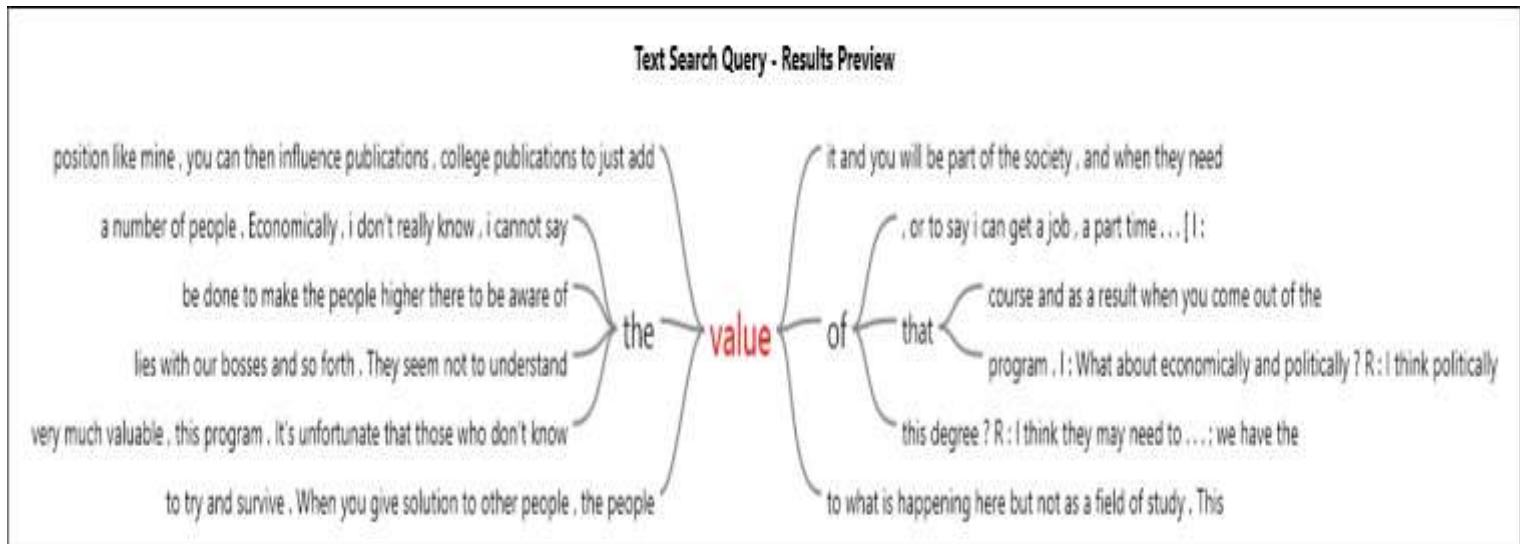 Text Search Query - Results Preview
position like mine , you can then influence publications , college publications to just add
it and you will be part of the society , and when they need
a number of people . Economically , i don't really know , i cannot say
, or to say i can get a job , a part time . . . [ I :
be done to make the people higher there to be aware of
course and as a result when you come out of the
the
value
of
that
lies with our bosses and so forth . They seem not to understand
program . I : What about economically and politically ? R : I think politically
very much valuable , this program . It's unfortunate that those who don't know
this degree ? R : I think they may need to . . . : we have the
to try and survive . When you give solution to other people , the people
to what is happening here but not as a field of study . This